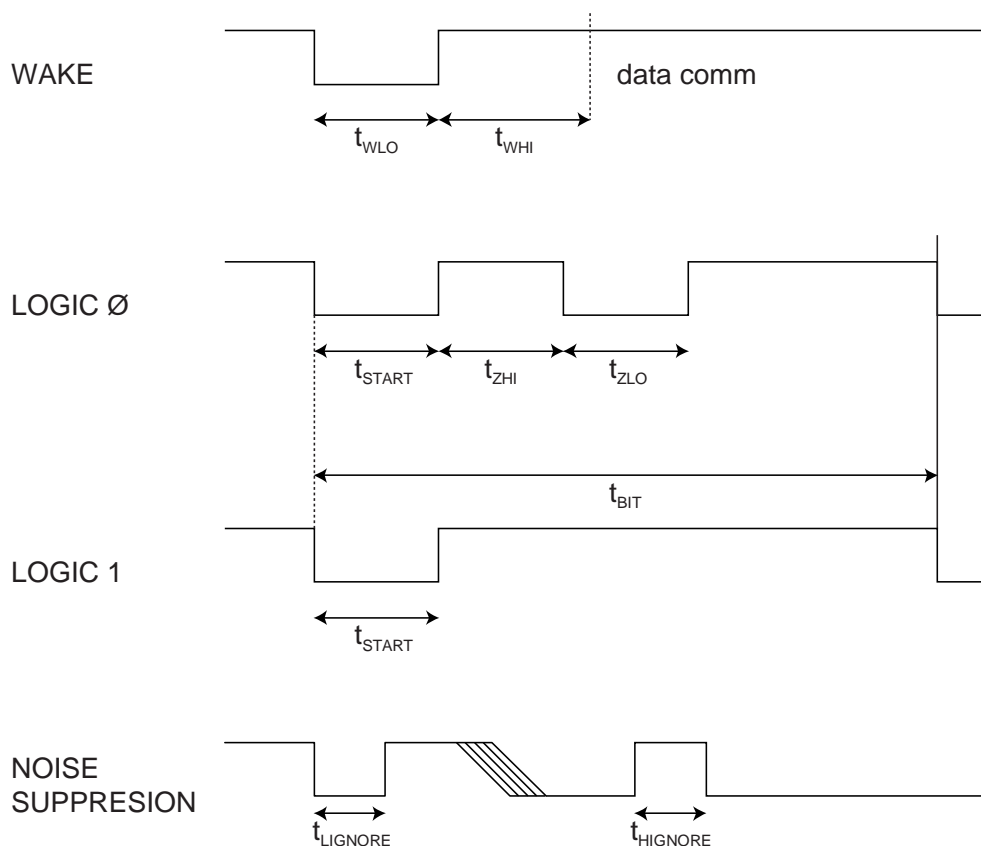 WAKE
data comm
tWLO
tWHI
LOGIC Ø
tSTART
tZHI
tZLO
tBIT
LOGIC 1
tSTART
NOISE
SUPPRESION
tLIGNORE
tHIGNORE